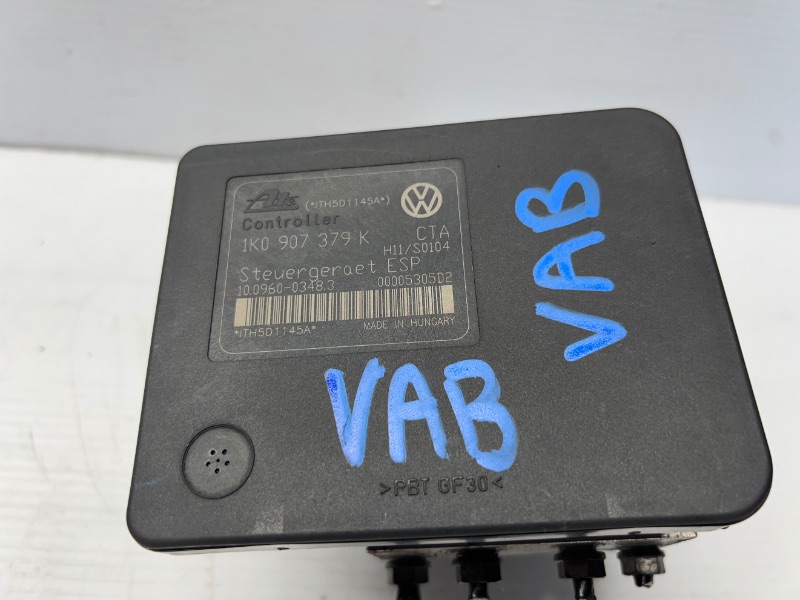 Ate (*ITH5D1145A*)
Controller
1K0 907 379 K CTA
H11/S0104
Steuergeraet ESP
10.0960-0348.3 00005305D2
*ITH5D1145A* MADE IN HUNGARY
VAB
VAB
>PBT GF30<